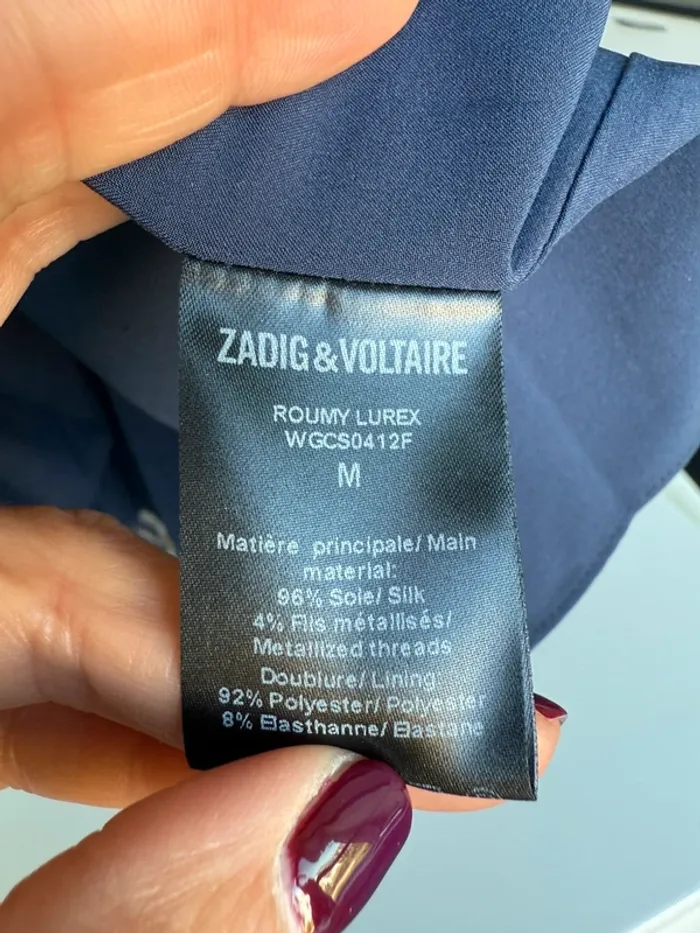 ZADIG&VOLTAIRE
ROUMY LUREX
WGCS0412F
M
Matière principale/ Main
material:
96% Soie/ Silk
4% Fils métallisés/
Metallized threads
Doublure/ Lining
92% Polyester/ Polyester
8% Elasthanne/ Elastane